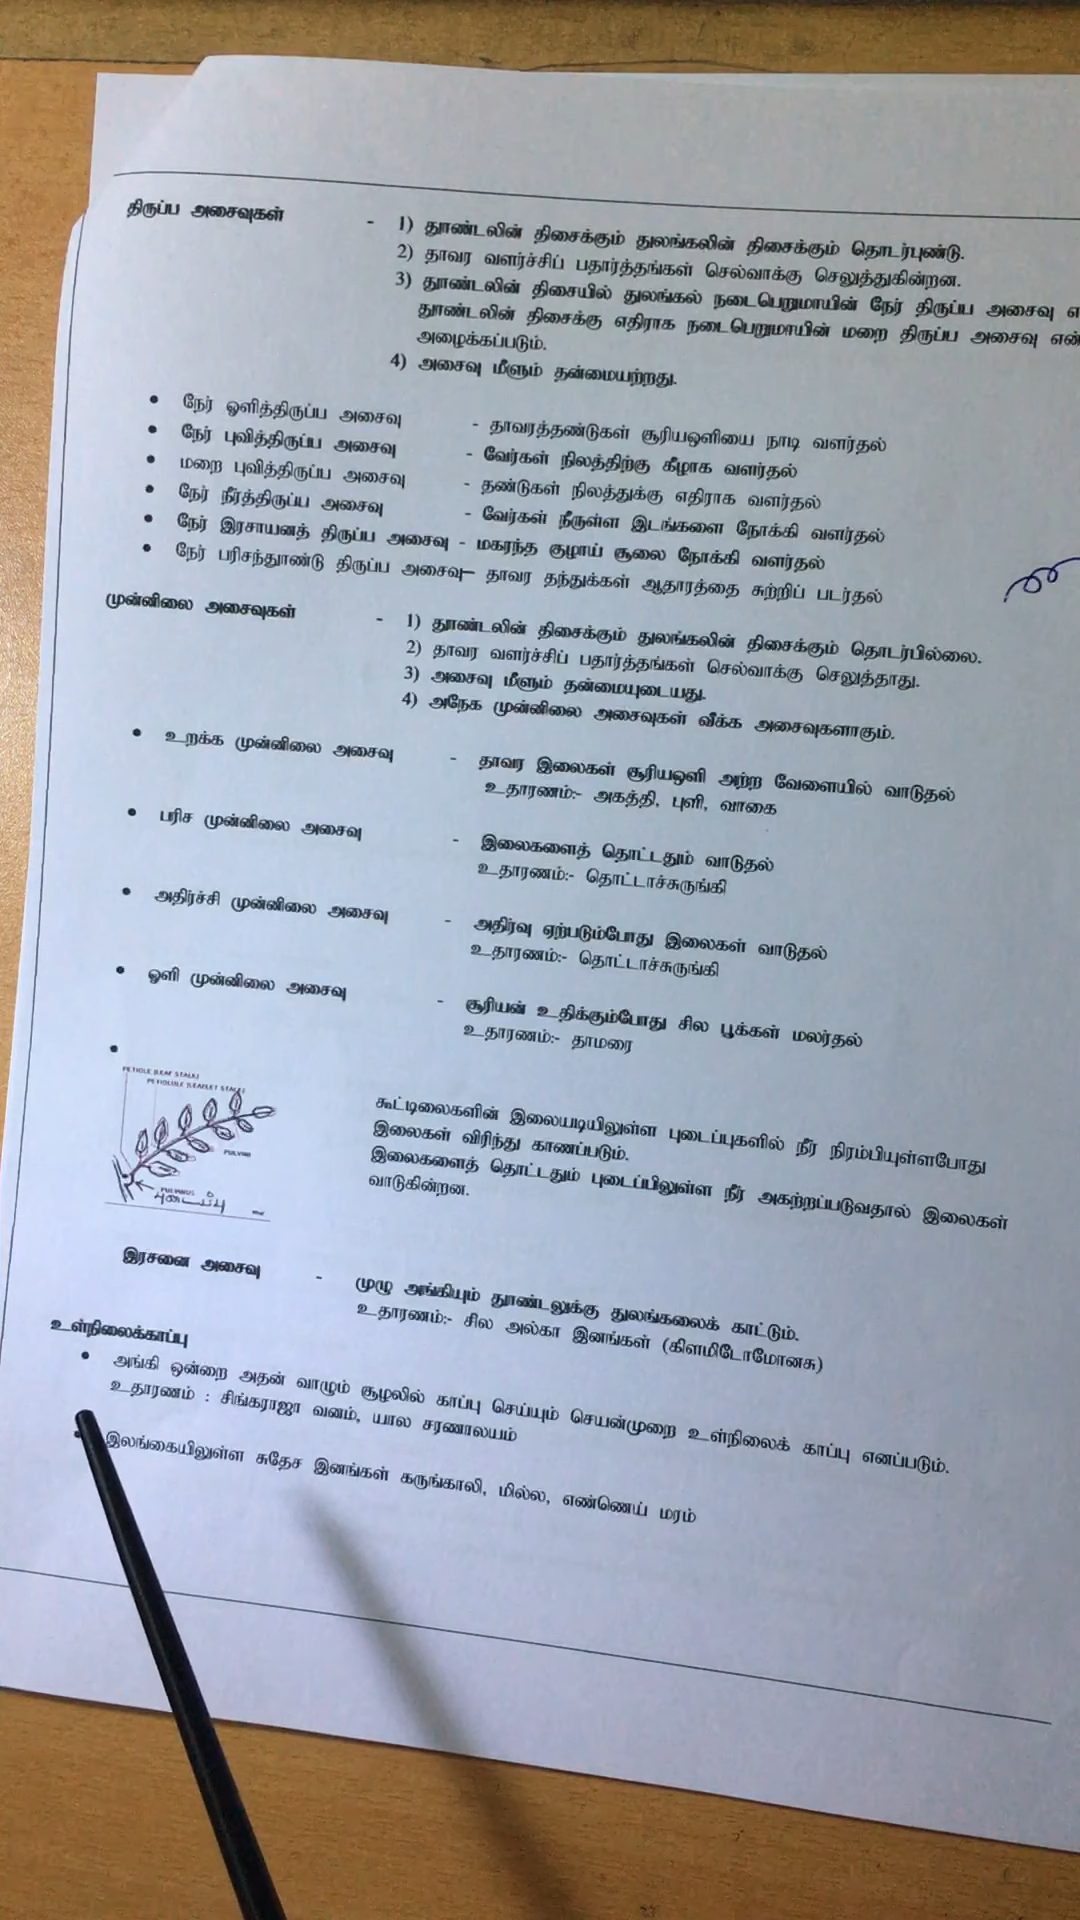 திருப்ப அசைவுகள் - 1) தூண்டலின் திசைக்கும் துலங்கலின் திசைக்கும் தொடர்புண்டு.
2) தாவர வளர்ச்சிப் பதார்த்தங்கள் செல்வாக்கு செலுத்துகின்றன.
3) தூண்டலின் திசையில் துலங்கல் நடைபெறுமாயின் நேர் திருப்ப அசைவு எ
தூண்டலின் திசைக்கு எதிராக நடைபெறுமாயின் மறை திருப்ப அசைவு என்
அழைக்கப்படும்.
4) அசைவு மீளும் தன்மையற்றது.
• நேர் ஒளித்திருப்ப அசைவு - தாவரத்தண்டுகள் சூரியஒளியை நாடி வளர்தல்
• நேர் புவித்திருப்ப அசைவு - வேர்கள் நிலத்திற்கு கீழாக வளர்தல்
• மறை புவித்திருப்ப அசைவு - தண்டுகள் நிலத்துக்கு எதிராக வளர்தல்
• நேர் நீர்த்திருப்ப அசைவு - வேர்கள் நீருள்ள இடங்களை நோக்கி வளர்தல்
• நேர் இரசாயனத் திருப்ப அசைவு - மகரந்த குழாய் சூலை நோக்கி வளர்தல்
• நேர் பரிசந்தூண்டு திருப்ப அசைவு– தாவர தந்துக்கள் ஆதாரத்தை சுற்றிப் படர்தல்
முன்னிலை அசைவுகள் - 1) தூண்டலின் திசைக்கும் துலங்கலின் திசைக்கும் தொடர்பில்லை.
2) தாவர வளர்ச்சிப் பதார்த்தங்கள் செல்வாக்கு செலுத்தாது.
3) அசைவு மீளும் தன்மையுடையது.
4) அநேக முன்னிலை அசைவுகள் வீக்க அசைவுகளாகும்.
• உறக்க முன்னிலை அசைவு - தாவர இலைகள் சூரியஒளி அற்ற வேளையில் வாடுதல்
உதாரணம்:- அகத்தி, புளி, வாகை
• பரிச முன்னிலை அசைவு - இலைகளைத் தொட்டதும் வாடுதல்
உதாரணம்:- தொட்டாச்சுருங்கி
• அதிர்ச்சி முன்னிலை அசைவு - அதிர்வு ஏற்படும்போது இலைகள் வாடுதல்
உதாரணம்:- தொட்டாச்சுருங்கி
• ஒளி முன்னிலை அசைவு - சூரியன் உதிக்கும்போது சில பூக்கள் மலர்தல்
உதாரணம்:- தாமரை
•
PETIOLE (LEAF STALK)
PETIOLULE (LEAFLET STALK)
PULVINI
PULVINUS
புடைப்பு
கூட்டிலைகளின் இலையடியிலுள்ள புடைப்புகளில் நீர் நிரம்பியுள்ளபோது
இலைகள் விரிந்து காணப்படும்.
இலைகளைத் தொட்டதும் புடைப்பிலுள்ள நீர் அகற்றப்படுவதால் இலைகள்
வாடுகின்றன.
இரசனை அசைவு - முழு அங்கியும் தூண்டலுக்கு துலங்கலைக் காட்டும்.
உதாரணம்:- சில அல்கா இனங்கள் (கிளமிடோமோனசு)
உள்நிலைக்காப்பு
• அங்கி ஒன்றை அதன் வாழும் சூழலில் காப்பு செய்யும் செயன்முறை உள்நிலைக் காப்பு எனப்படும்.
உதாரணம் : சிங்கராஜா வனம், யால சரணாலயம்
• இலங்கையிலுள்ள சுதேச இனங்கள் கருங்காலி, மில்ல, எண்ணெய் மரம்